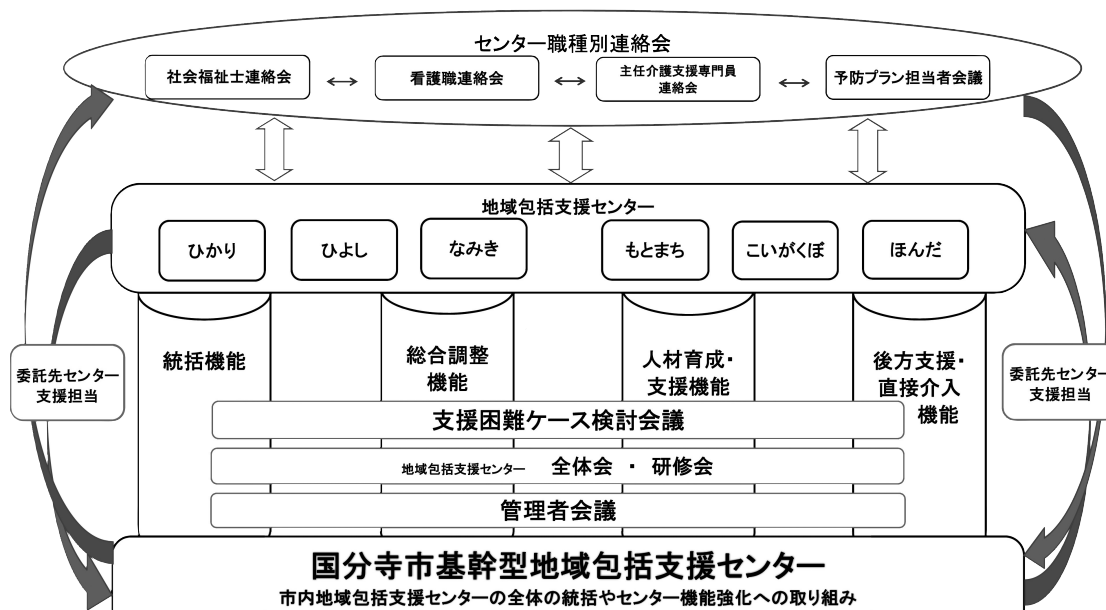 センター職種別連絡会
社会福祉士連絡会
看護職連絡会
主任介護支援専門員
連絡会
予防プラン担当者会議
地域包括支援センター
ひかり
ひよし
なみき
もとまち
こいがくぼ
ほんだ
統括機能
総合調整
機能
人材育成・
支援機能
後方支援・
直接介入
機能
委託先センター
支援担当
委託先センター
支援担当
支援困難ケース検討会議
地域包括支援センター 全体会 ・ 研修会
管理者会議
国分寺市基幹型地域包括支援センター
市内地域包括支援センターの全体の統括やセンター機能強化への取り組み